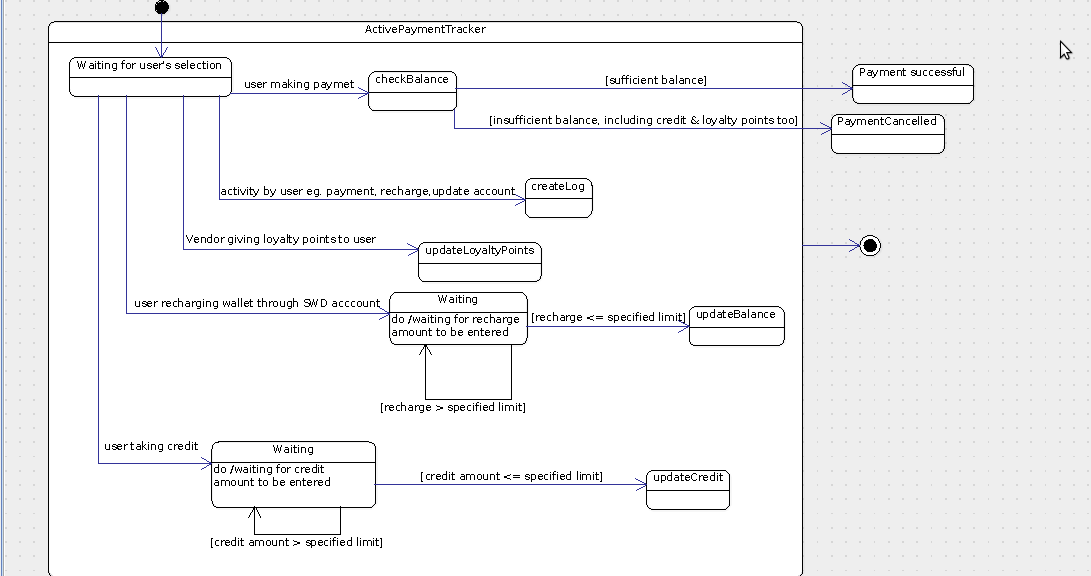 ActivePaymentTracker
Waiting for user's selection
user making paymet
checkBalance
[sufficient balance]
Payment successful
[insufficient balance, including credit & loyalty points too]
PaymentCancelled
activity by user eg. payment, recharge,update account
createLog
Vendor giving loyalty points to user
updateLoyaltyPoints
user recharging wallet through SWD acccount
Waiting
do /waiting for recharge
amount to be entered
[recharge <= specified limit]
updateBalance
[recharge > specified limit]
user taking credit
Waiting
do /waiting for credit
amount to be entered
[credit amount <= specified limit]
updateCredit
[credit amount > specified limit]